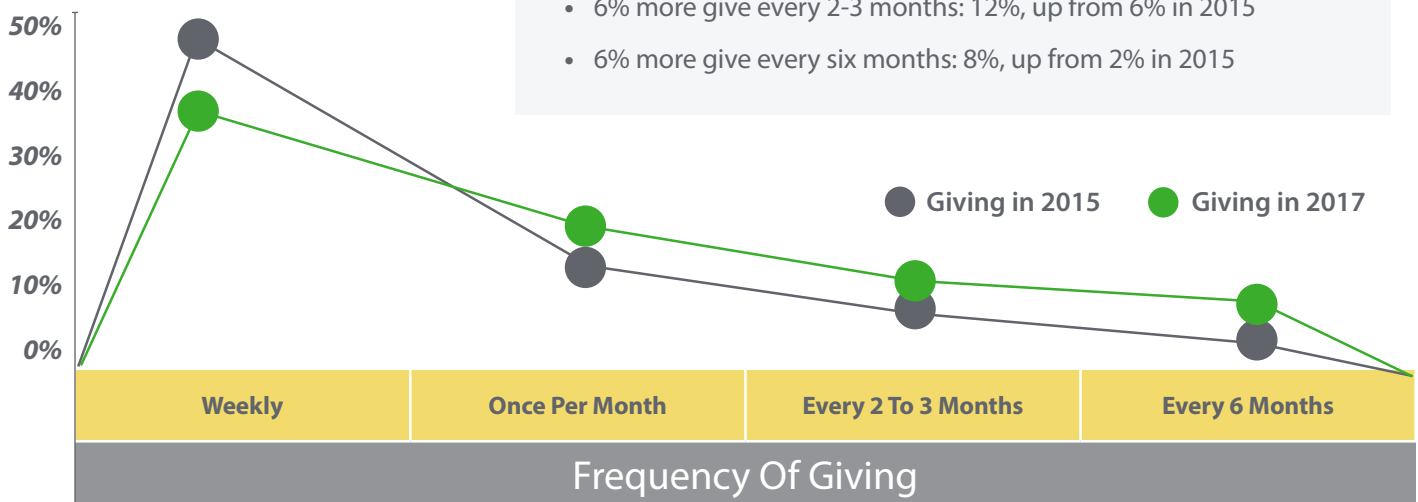 • 6% more give every 2-3 months: 12%, up from 6% in 2015
• 6% more give every six months: 8%, up from 2% in 2015
50%
40%
30%
20%
10%
0%
Giving in 2015
Giving in 2017
Weekly
Once Per Month
Every 2 To 3 Months
Every 6 Months
Frequency Of Giving